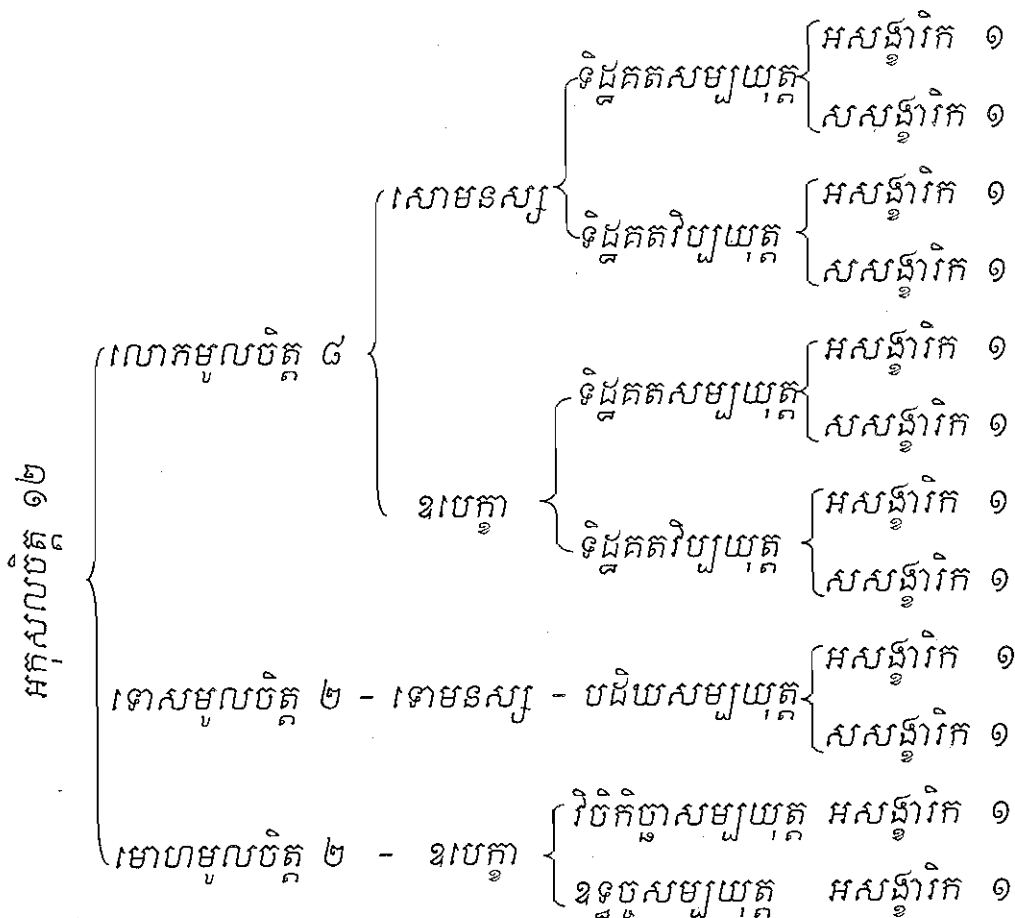 អសង្ខារិក ១
ទិដ្ឋគតសម្បយុត្ត
សសង្ខារិក ១
សោមនស្ស
អសង្ខារិក ១
ទិដ្ឋគតវិប្បយុត្ត
សសង្ខារិក ១
លោភមូលចិត្ត ៨
អសង្ខារិក ១
ទិដ្ឋគតសម្បយុត្ត
សសង្ខារិក ១
ឧបេក្ខា
អសង្ខារិក ១
ទិដ្ឋគតវិប្បយុត្ត
សសង្ខារិក ១
អកុសលចិត្ត ១២
អសង្ខារិក ១
ទោសមូលចិត្ត ២ - ទោមនស្ស - បដិឃសម្បយុត្ត
សសង្ខារិក ១
វិចិកិច្ឆាសម្បយុត្ត អសង្ខារិក ១
មោហមូលចិត្ត ២ - ឧបេក្ខា
ឧទ្ធច្ចសម្បយុត្ត អសង្ខារិក ១